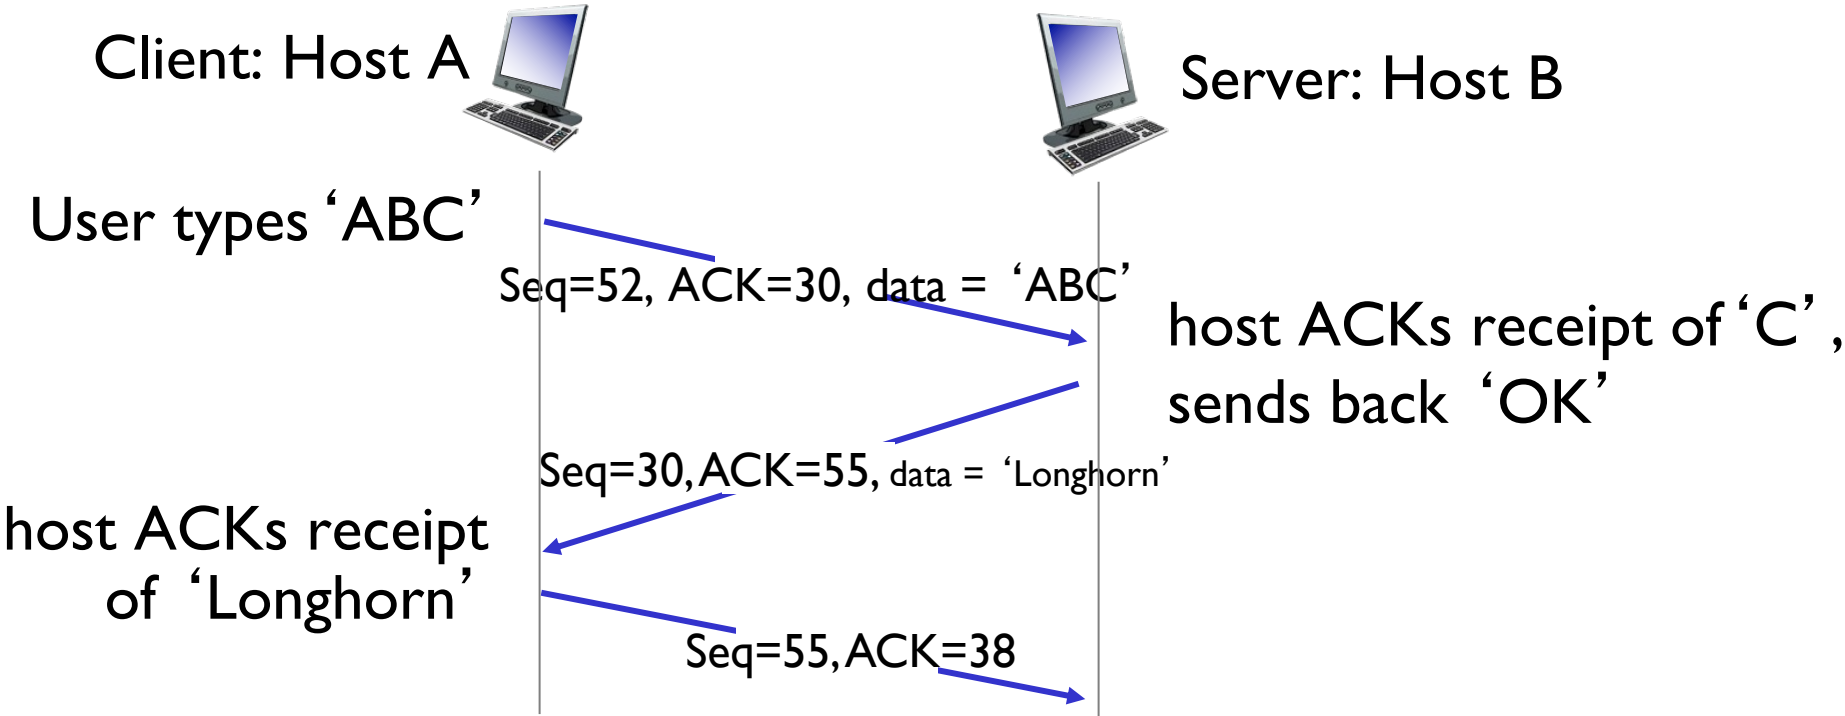 Client: Host A
Server: Host B
User types ‘ABC’
Seq=52, ACK=30, data = ‘ABC’
host ACKs receipt of ‘C’,
sends back ‘OK’
Seq=30, ACK=55, data = ‘Longhorn’
host ACKs receipt
of ‘Longhorn’
Seq=55, ACK=38